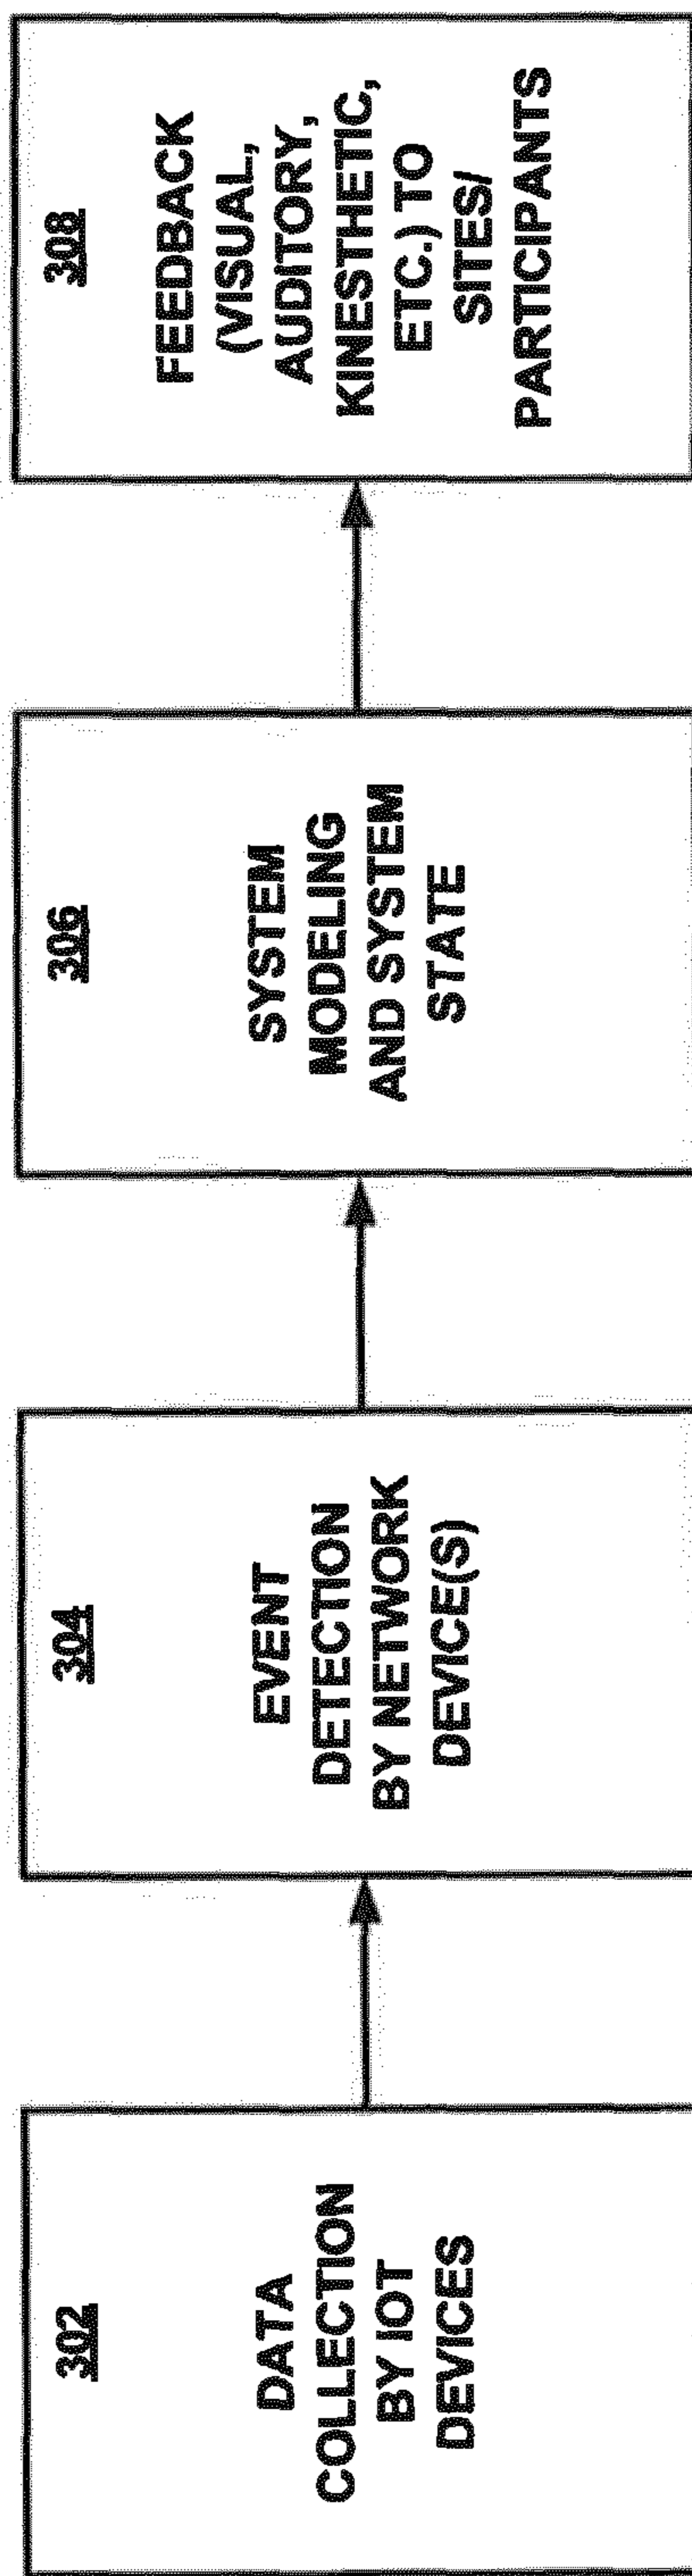 302
DATA
COLLECTION
BY IOT
DEVICES
304
EVENT
DETECTION
BY NETWORK
DEVICE(S)
306
SYSTEM
MODELING
AND SYSTEM
STATE
308
FEEDBACK
(VISUAL,
AUDITORY,
KINESTHETIC,
ETC.) TO
SITES/
PARTICIPANTS